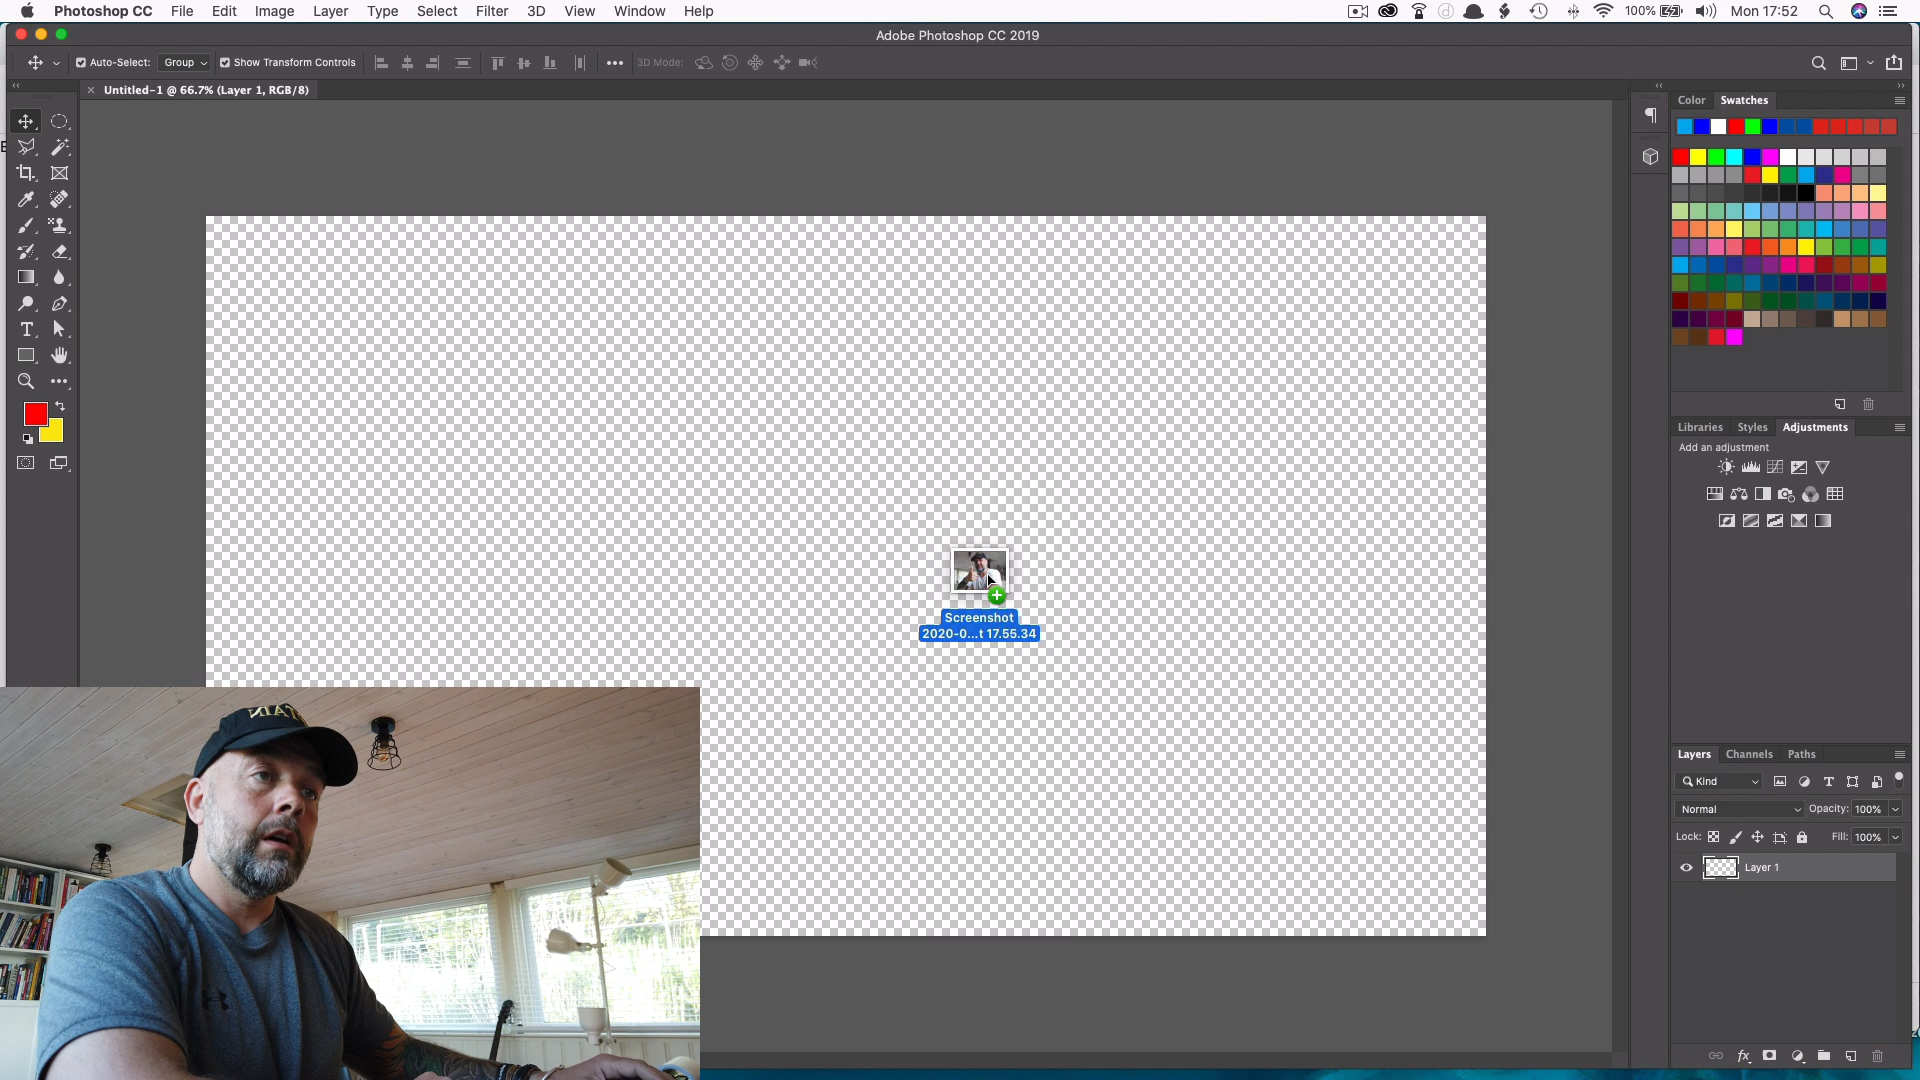 Photoshop CC File Edit Image Layer Type Select Filter 3D View Window Help 100% Mon 17:52
Adobe Photoshop CC 2019
Auto-Select: Group Show Transform Controls 3D Mode:
Untitled-1 @ 66.7% (Layer 1, RGB/8)
Color Swatches
Libraries Styles Adjustments
Add an adjustment
Screenshot
2020-0...t 17.55.34
Layers Channels Paths
Kind
Normal Opacity: 100%
Lock: Fill: 100%
Layer 1
fx